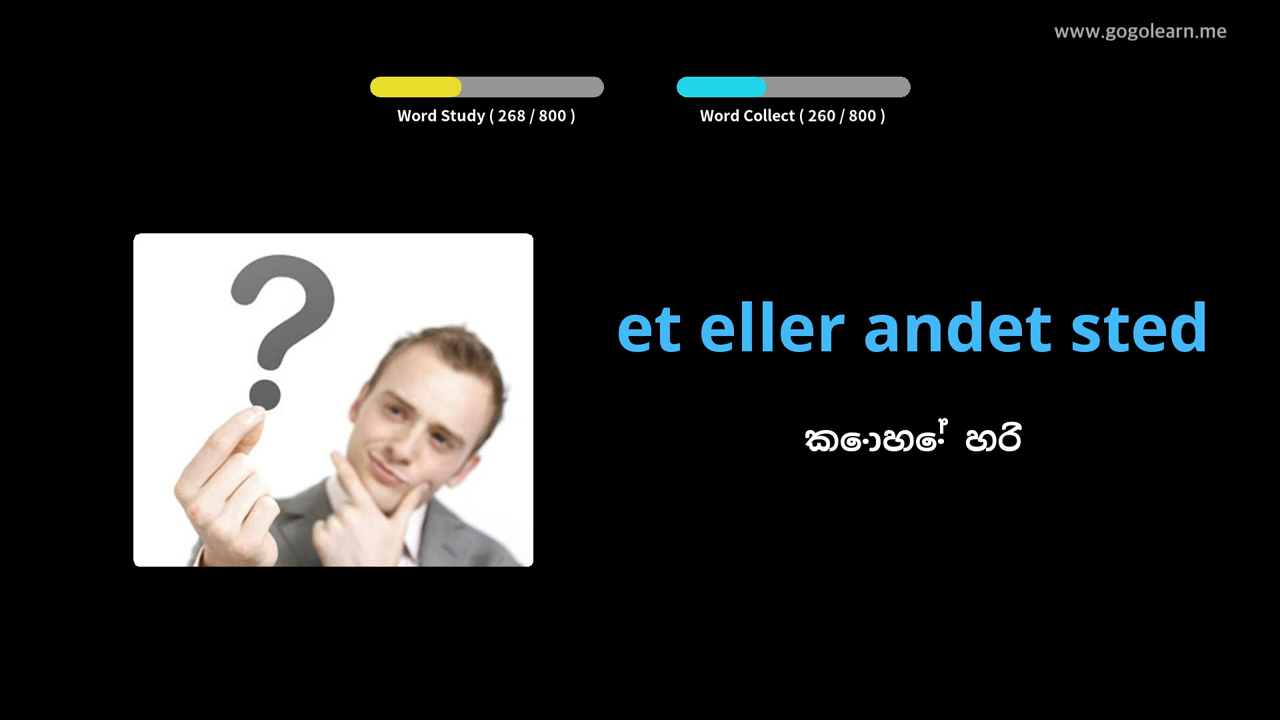 www.gogolearn.me
Word Study ( 268 / 800 )
Word Collect ( 260 / 800 )
et eller andet sted
කොහේ හරි